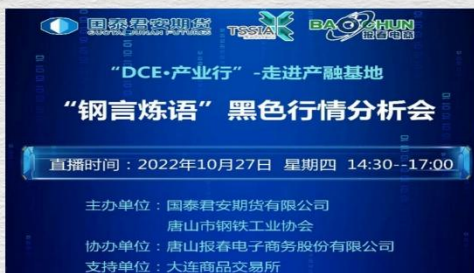 国泰君安期货
GUOTAI JUNAN FUTURES
TSSIA
BAOCHUN
报春电商
“DCE·产业行”-走进产融基地
“钢言炼语”黑色行情分析会
直播时间：2022年10月27日 星期四 14:30--17:00
主办单位：国泰君安期货有限公司
唐山市钢铁工业协会
协办单位：唐山报春电子商务股份有限公司
支持单位：大连商品交易所